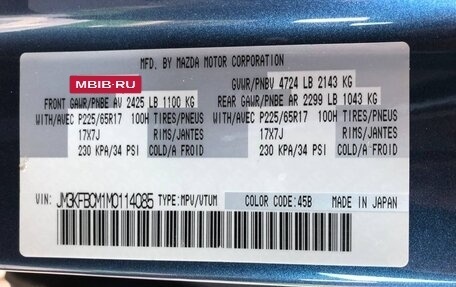 MFD. BY MAZDA MOTOR CORPORATION
MBIB.RU
GVWR/PNBV 4724 LB 2143 KG
FRONT GAWR/PNBE AV 2425 LB 1100 KG
REAR GAWR/PNBE AR 2299 LB 1043 KG
WITH/AVEC P225/65R17 100H TIRES/PNEUS
17X7J RIMS/JANTES
230 KPA/34 PSI COLD/A FROID
WITH/AVEC P225/65R17 100H TIRES/PNEUS
17X7J RIMS/JANTES
230 KPA/34 PSI COLD/A FROID
VIN: JM3KFBCM1M0114085 TYPE:MPV/VTUM COLOR CODE:45B MADE IN JAPAN